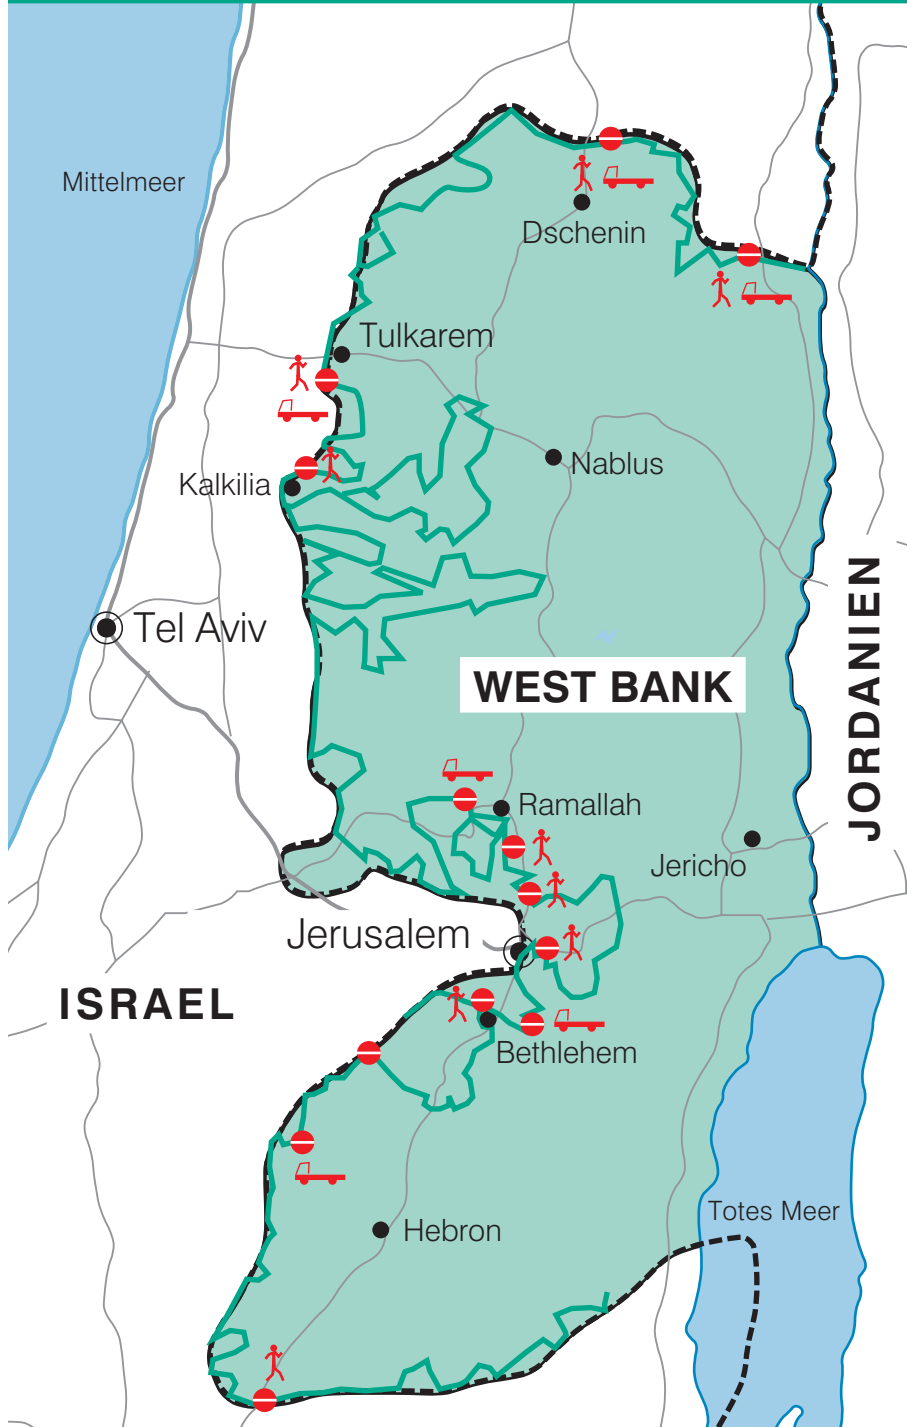 Mittelmeer
Dschenin
Tulkarem
Kalkilia
Nablus
Tel Aviv
WEST BANK
JORDANIEN
Ramallah
Jericho
Jerusalem
ISRAEL
Bethlehem
Totes Meer
Hebron